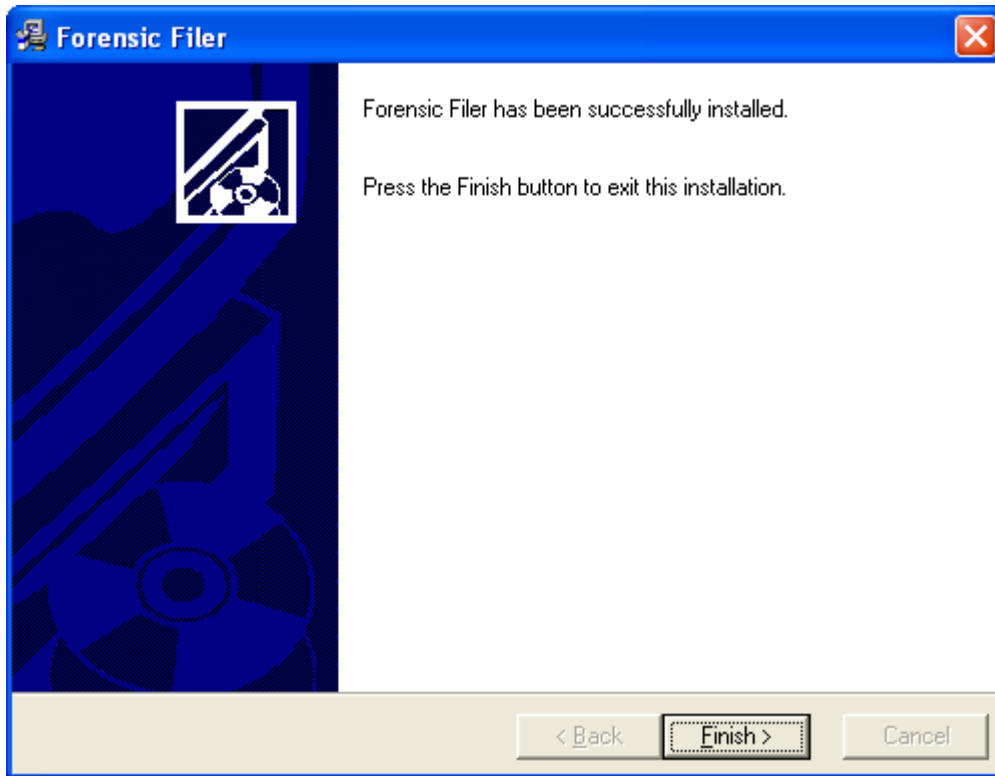 Forensic Filer
Forensic Filer has been successfully installed.
Press the Finish button to exit this installation.
< Back
Finish >
Cancel